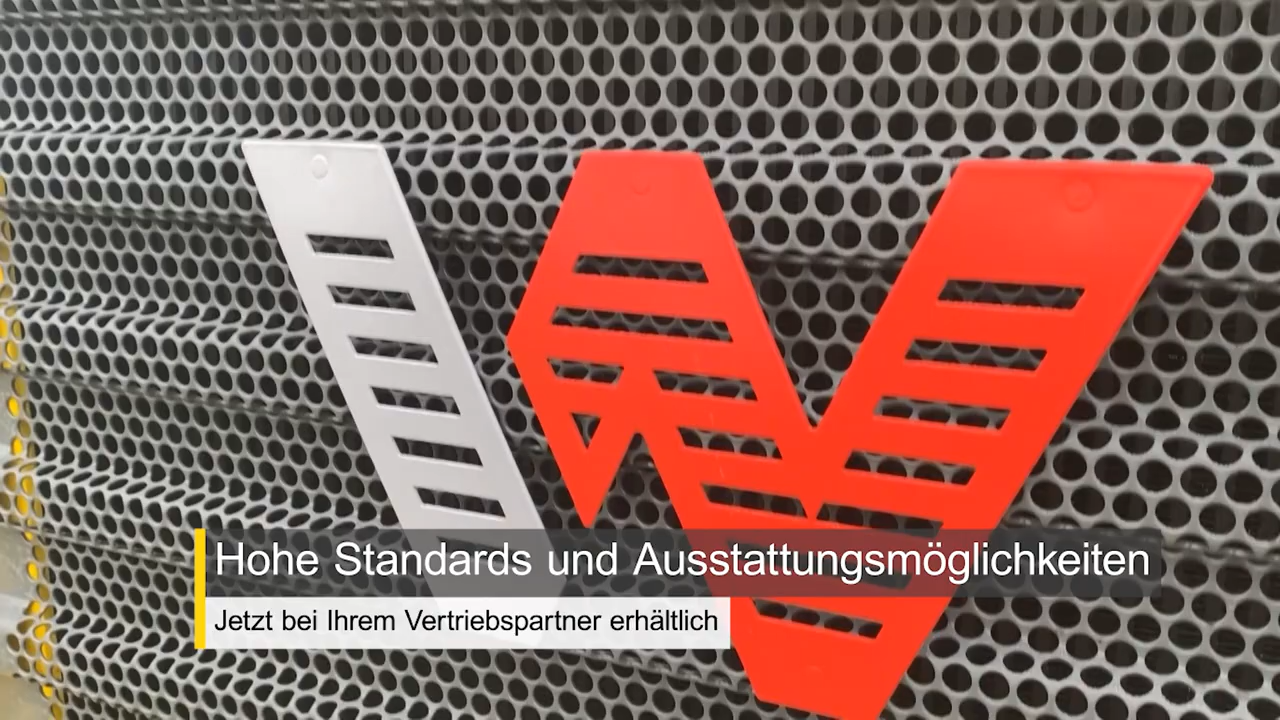 Hohe Standards und Ausstattungsmöglichkeiten
Jetzt bei Ihrem Vertriebspartner erhältlich